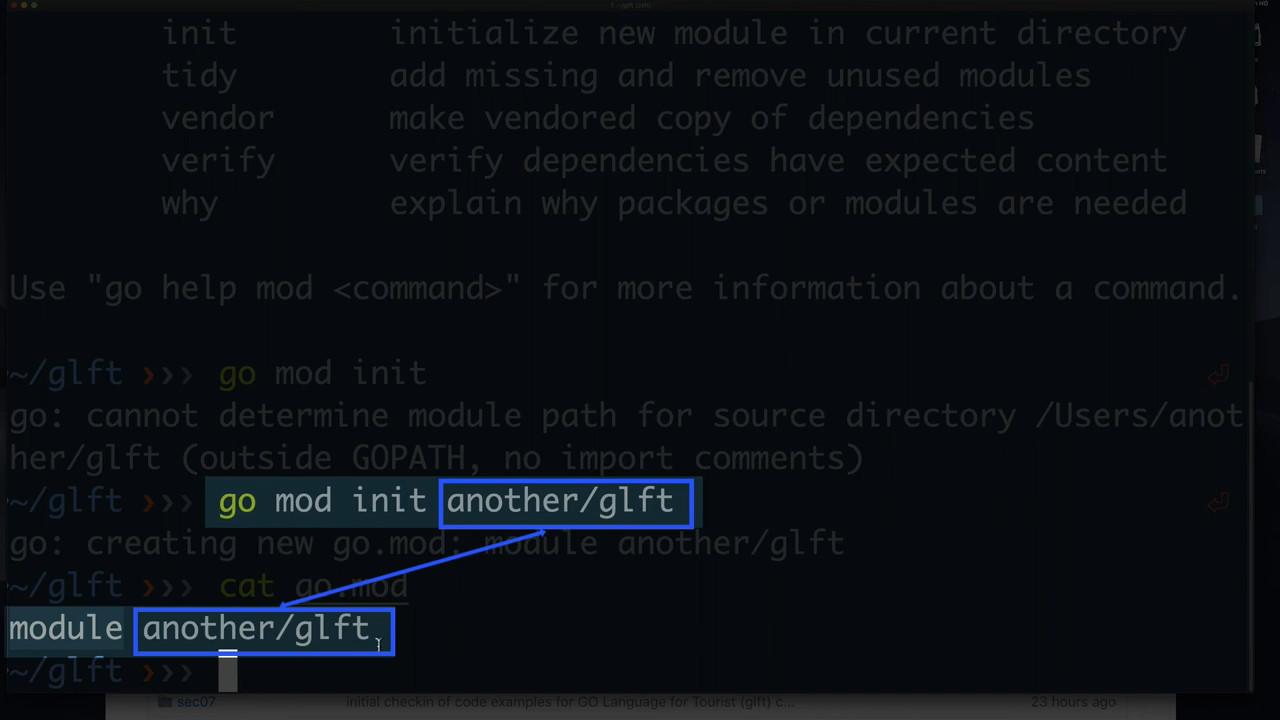 1. ~/glft (zsh)
init initialize new module in current directory
tidy add missing and remove unused modules
vendor make vendored copy of dependencies
verify verify dependencies have expected content
why explain why packages or modules are needed
Use "go help mod <command>" for more information about a command.
~/glft ❯❯❯ go mod init
go: cannot determine module path for source directory /Users/anot
her/glft (outside GOPATH, no import comments)
~/glft ❯❯❯ go mod init another/glft
go: creating new go.mod: module another/glft
~/glft ❯❯❯ cat go.mod
module another/glft
~/glft ❯❯❯
sec07 initial checkin of code examples for GO Language for Tourist (glft) c... 23 hours ago